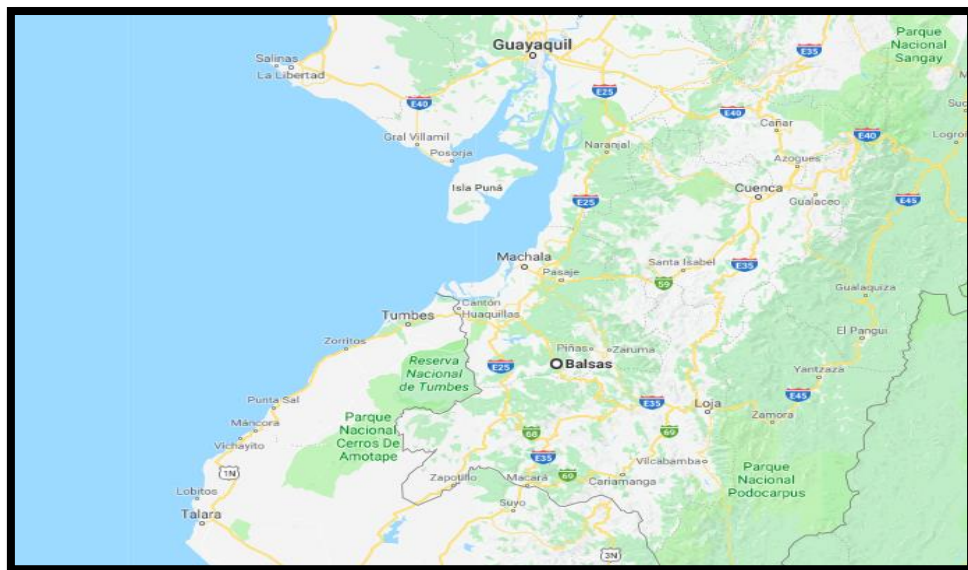 Parque
Nacional
Sangay
Guayaquil
E35
Salinas
La Libertad
E25
E40
E40
Cañar
E40
Gral Villamil
Naranjal
Posorja
Azogues
Isla Puná
Cuenca
Gualaceo
E25
E45
Machala
Santa Isabel
E35
Pasaje
59
Gualaquiza
Cantón
Huaquillas
Tumbes
El Pangui
Zorritos
Piñas
Zaruma
Reserva
Nacional
de Tumbes
E25
Balsas
Yantzaza
E45
Punta Sal
E35
Loja
Zamora
Parque
Nacional
Cerros De
Amotape
Máncora
Vichayito
68
69
E35
Vilcabamba
1N
Zapotillo
Macará
69
Cariamanga
Parque
Nacional
Podocarpus
Lobitos
Suyo
Talara
3N